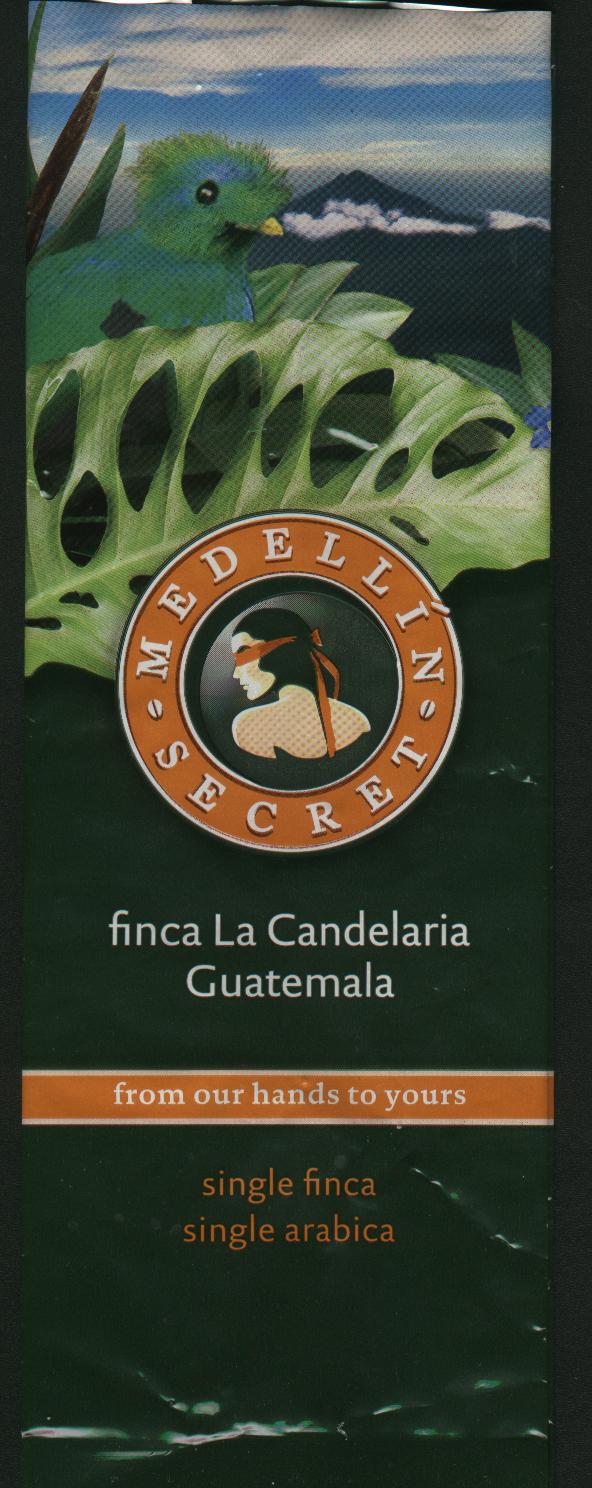 MEDELLÍN
SECRET
finca La Candelaria
Guatemala
from our hands to yours
single finca
single arabica